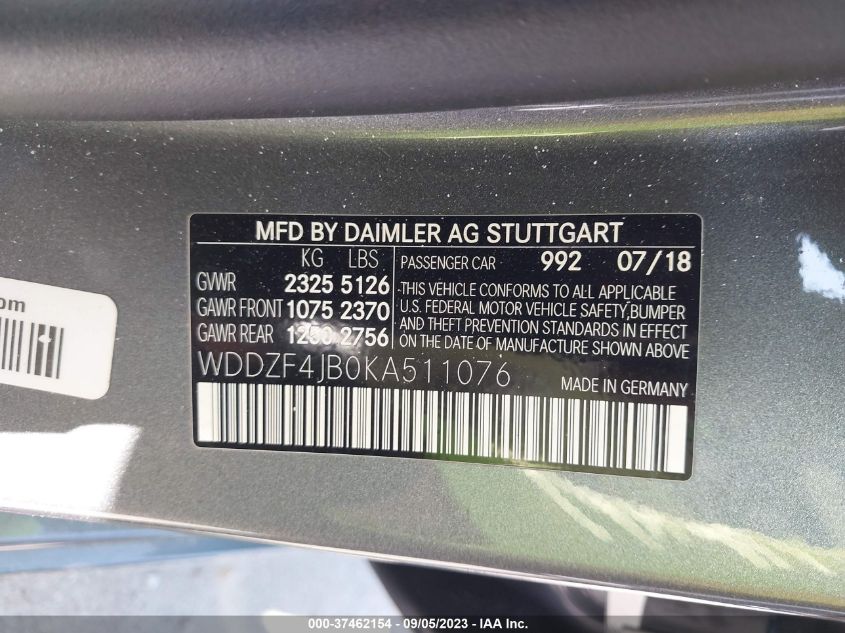 MFD BY DAIMLER AG STUTTGART
KG LBS
GVWR 2325 5126
GAWR FRONT 1075 2370
GAWR REAR 1250 2756
PASSENGER CAR 992 07/18
THIS VEHICLE CONFORMS TO ALL APPLICABLE
U.S. FEDERAL MOTOR VEHICLE SAFETY,BUMPER
AND THEFT PREVENTION STANDARDS IN EFFECT
ON THE DATE OF MANUFACTURE SHOWN ABOVE
WDDZF4JB0KA511076
MADE IN GERMANY
om
000-37462154 - 09/05/2023 - © IAA Inc.